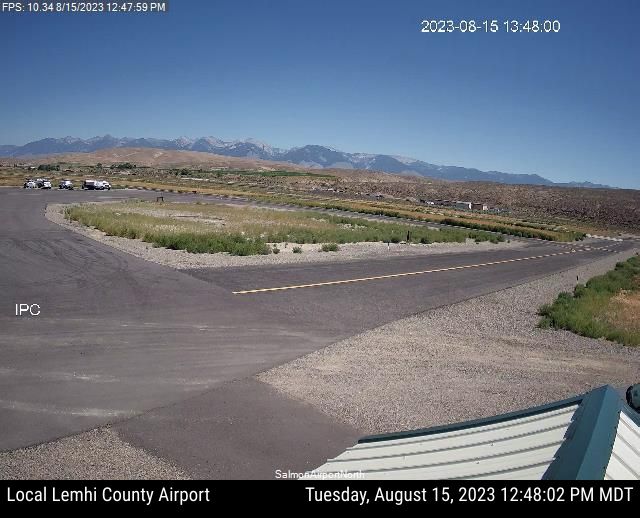 FPS: 10.34 8/15/2023 12:47:59 PM
2023-08-15 13:48:00
IPC
SalmonAirportNorth
Local Lemhi County Airport Tuesday, August 15, 2023 12:48:02 PM MDT